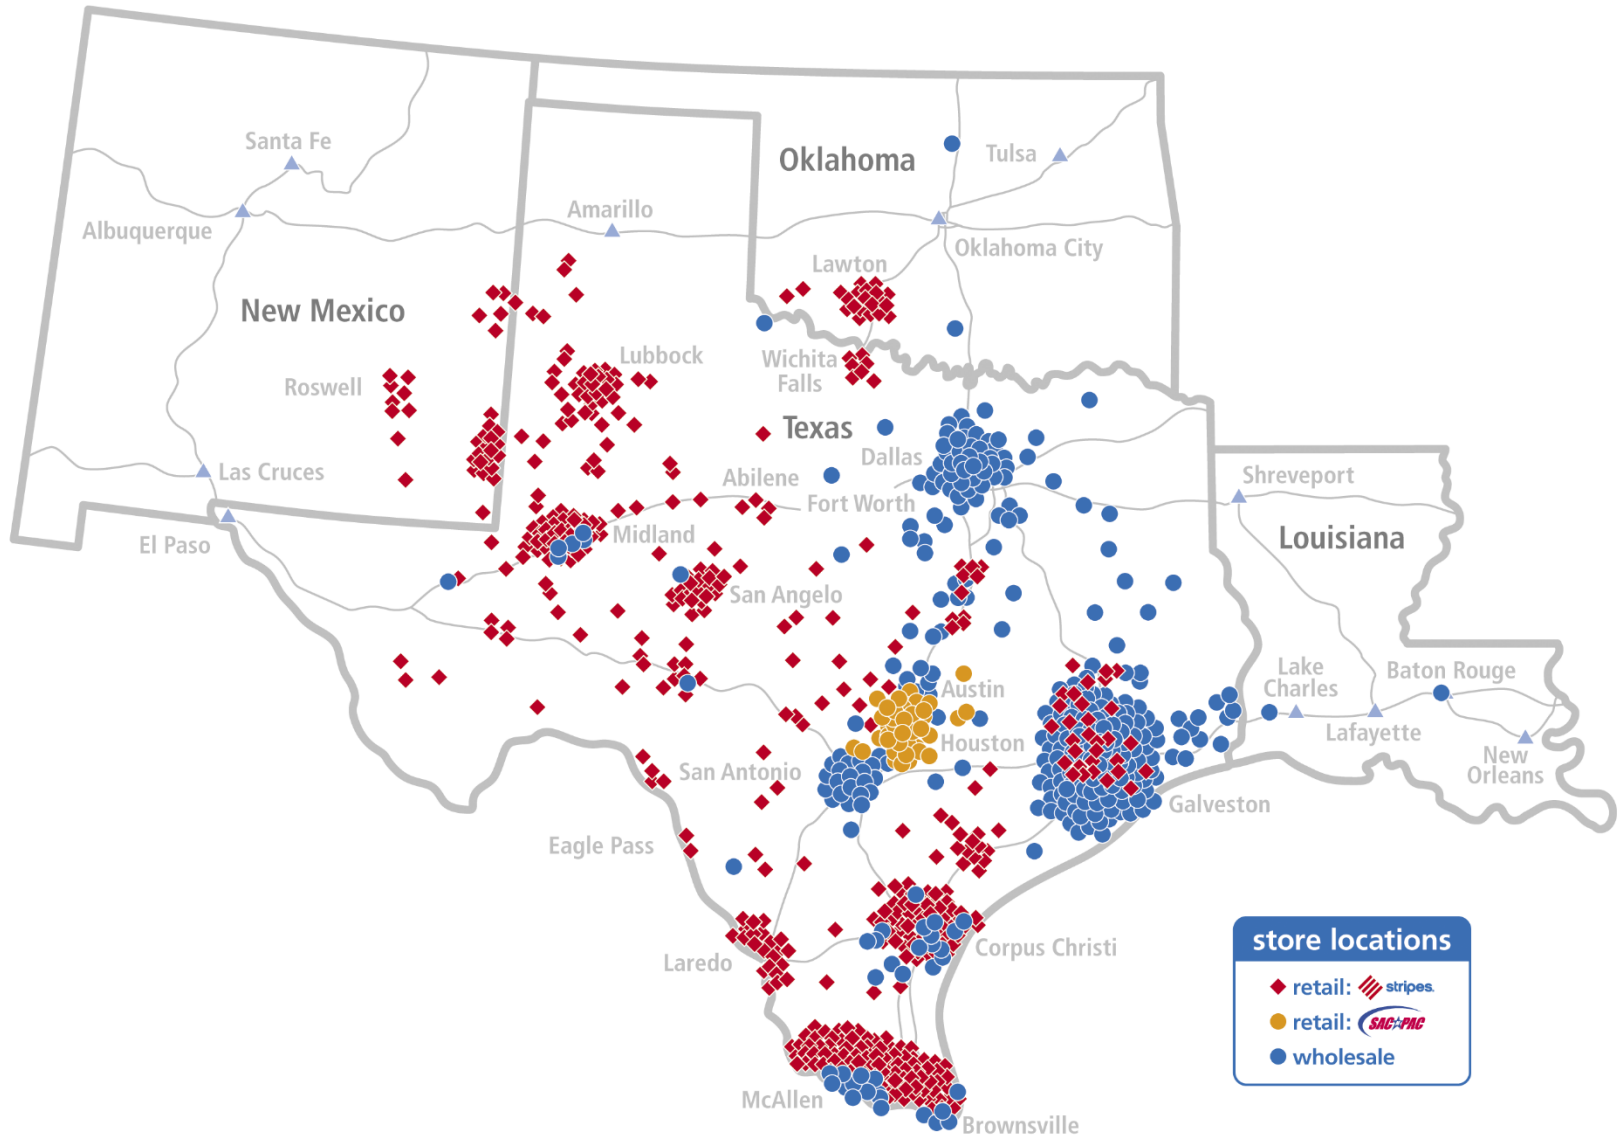 Santa Fe
Oklahoma
Tulsa
Albuquerque
Amarillo
Oklahoma City
Lawton
New Mexico
Roswell
Lubbock
Wichita
Falls
Texas
Las Cruces
Dallas
Abilene
Fort Worth
Shreveport
El Paso
Midland
Louisiana
San Angelo
Lake
Charles
Baton Rouge
Austin
Houston
Lafayette
New
Orleans
San Antonio
Galveston
Eagle Pass
Corpus Christi
Laredo
McAllen
Brownsville
store locations
retail: stripes.
retail: SAC PAC
wholesale